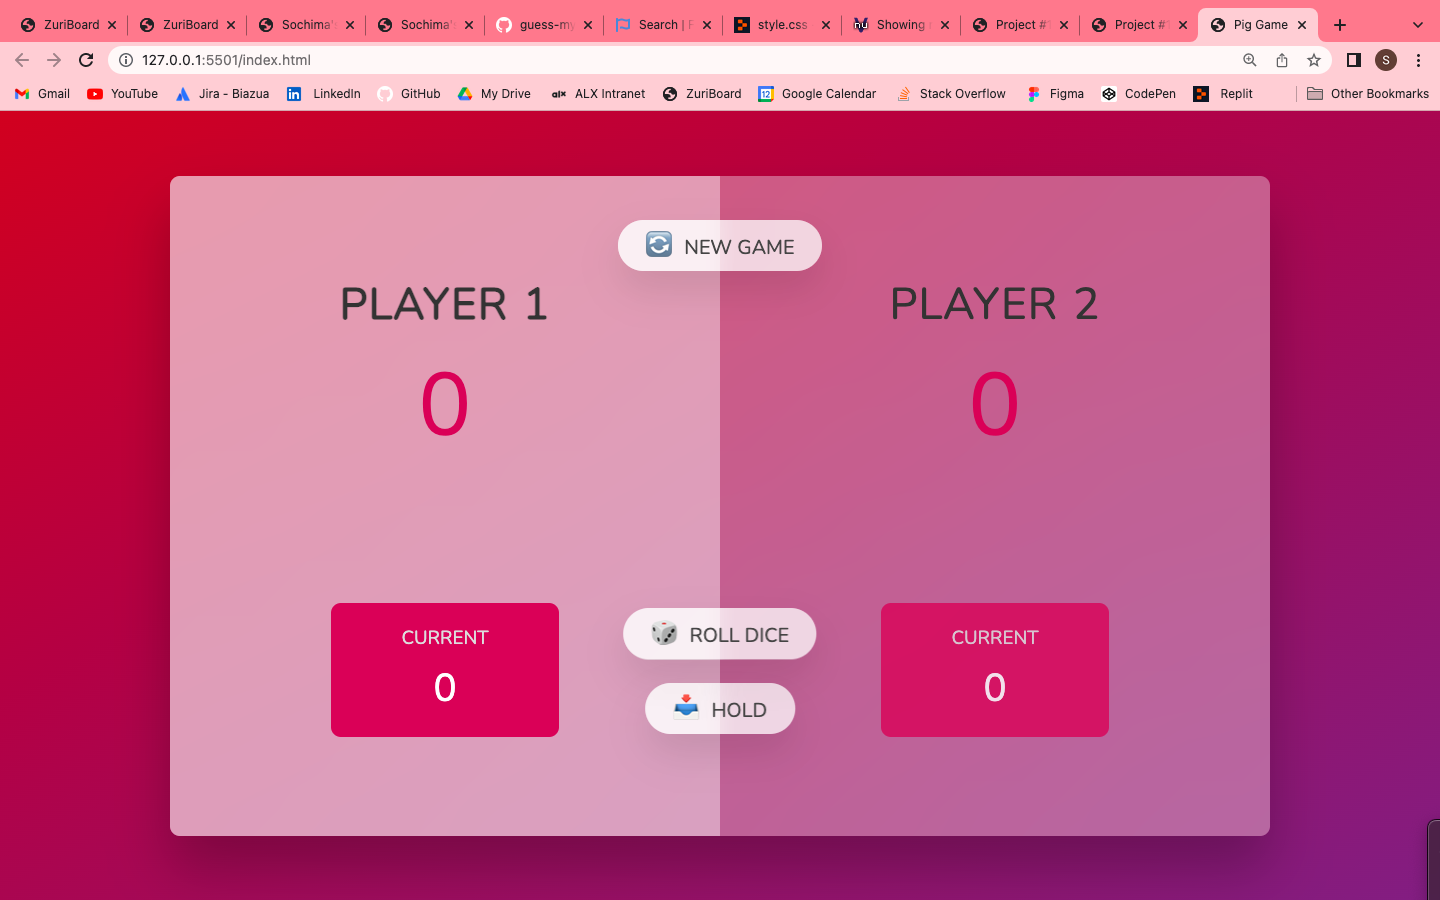 ZuriBoard ZuriBoard Sochima' Sochima' guess-my Search | F style.css Showing Project # Project # Pig Game
127.0.0.1:5501/index.html S
Gmail YouTube Jira - Biazua LinkedIn GitHub My Drive alx ALX Intranet ZuriBoard 12 Google Calendar Stack Overflow Figma CodePen Replit Other Bookmarks
NEW GAME
PLAYER 1 PLAYER 2
0 0
CURRENT ROLL DICE CURRENT
0 HOLD 0